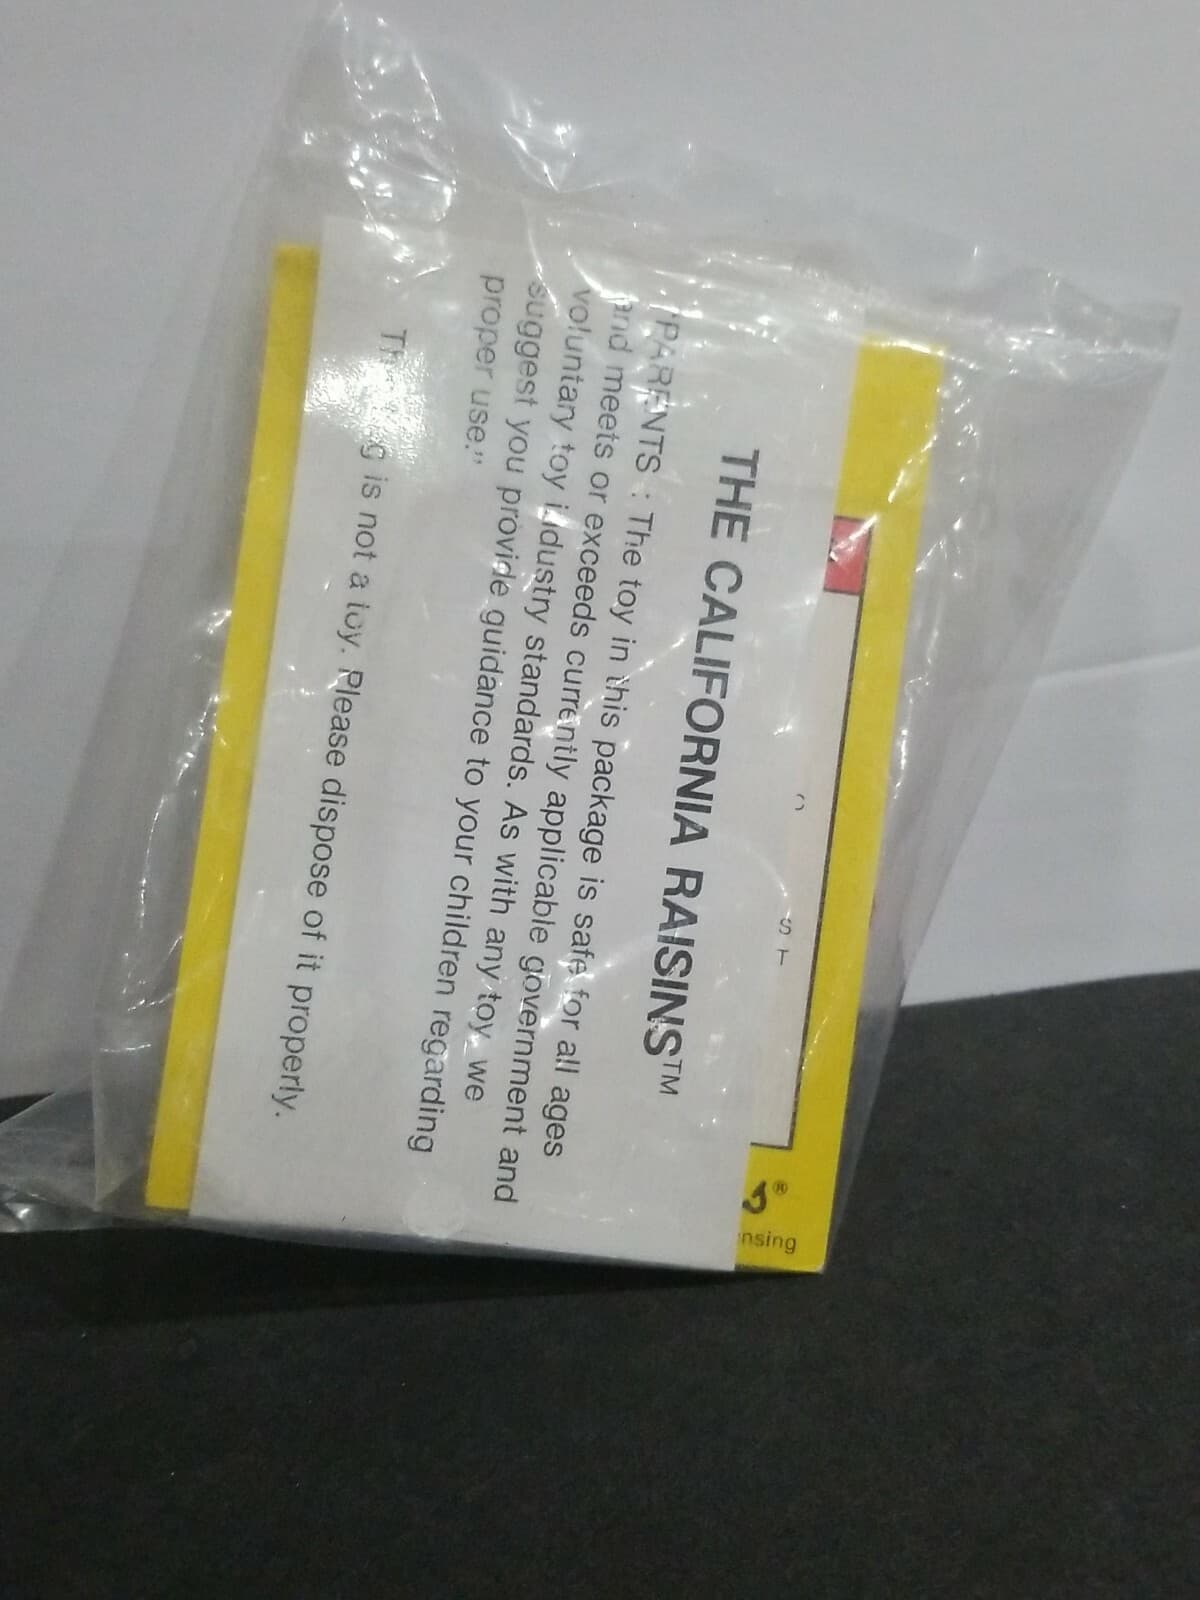 THE CALIFORNIA RAISINS™
"PARENTS : The toy in this package is safe for all ages
and meets or exceeds currently applicable government and
voluntary toy industry standards. As with any toy we
suggest you provide guidance to your children regarding
proper use."
is not a toy. Please dispose of it properly.
®